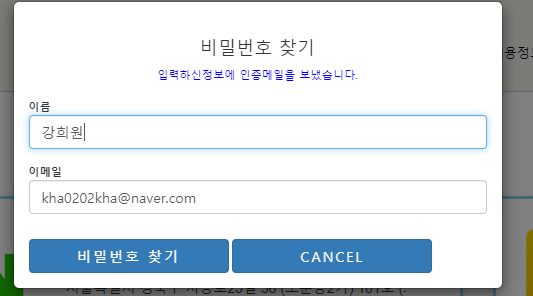 비밀번호 찾기
입력하신정보에 인증메일을 보냈습니다.
이름
강희원
이메일
kha0202kha@naver.com
비밀번호 찾기 CANCEL